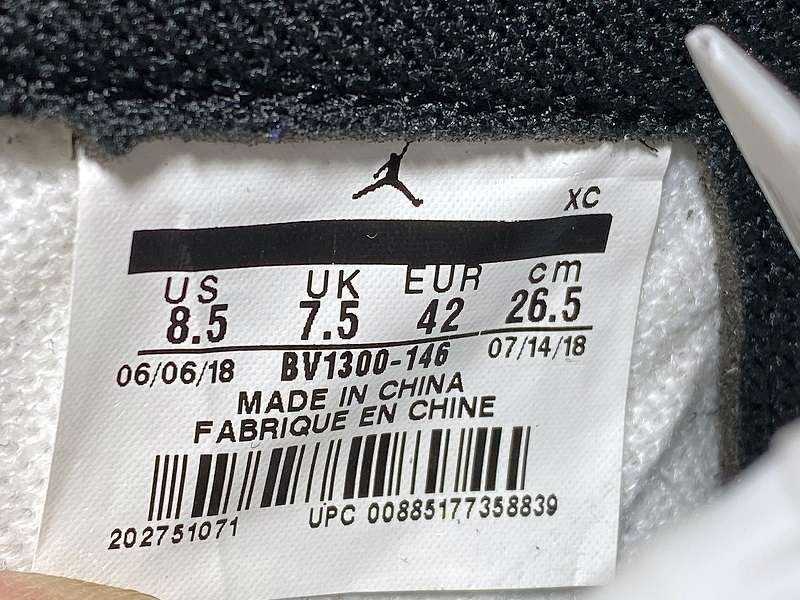 XC
US UK EUR cm
8.5 7.5 42 26.5
06/06/18 BV1300-146 07/14/18
MADE IN CHINA
FABRIQUE EN CHINE
202751071 UPC 00885177358839